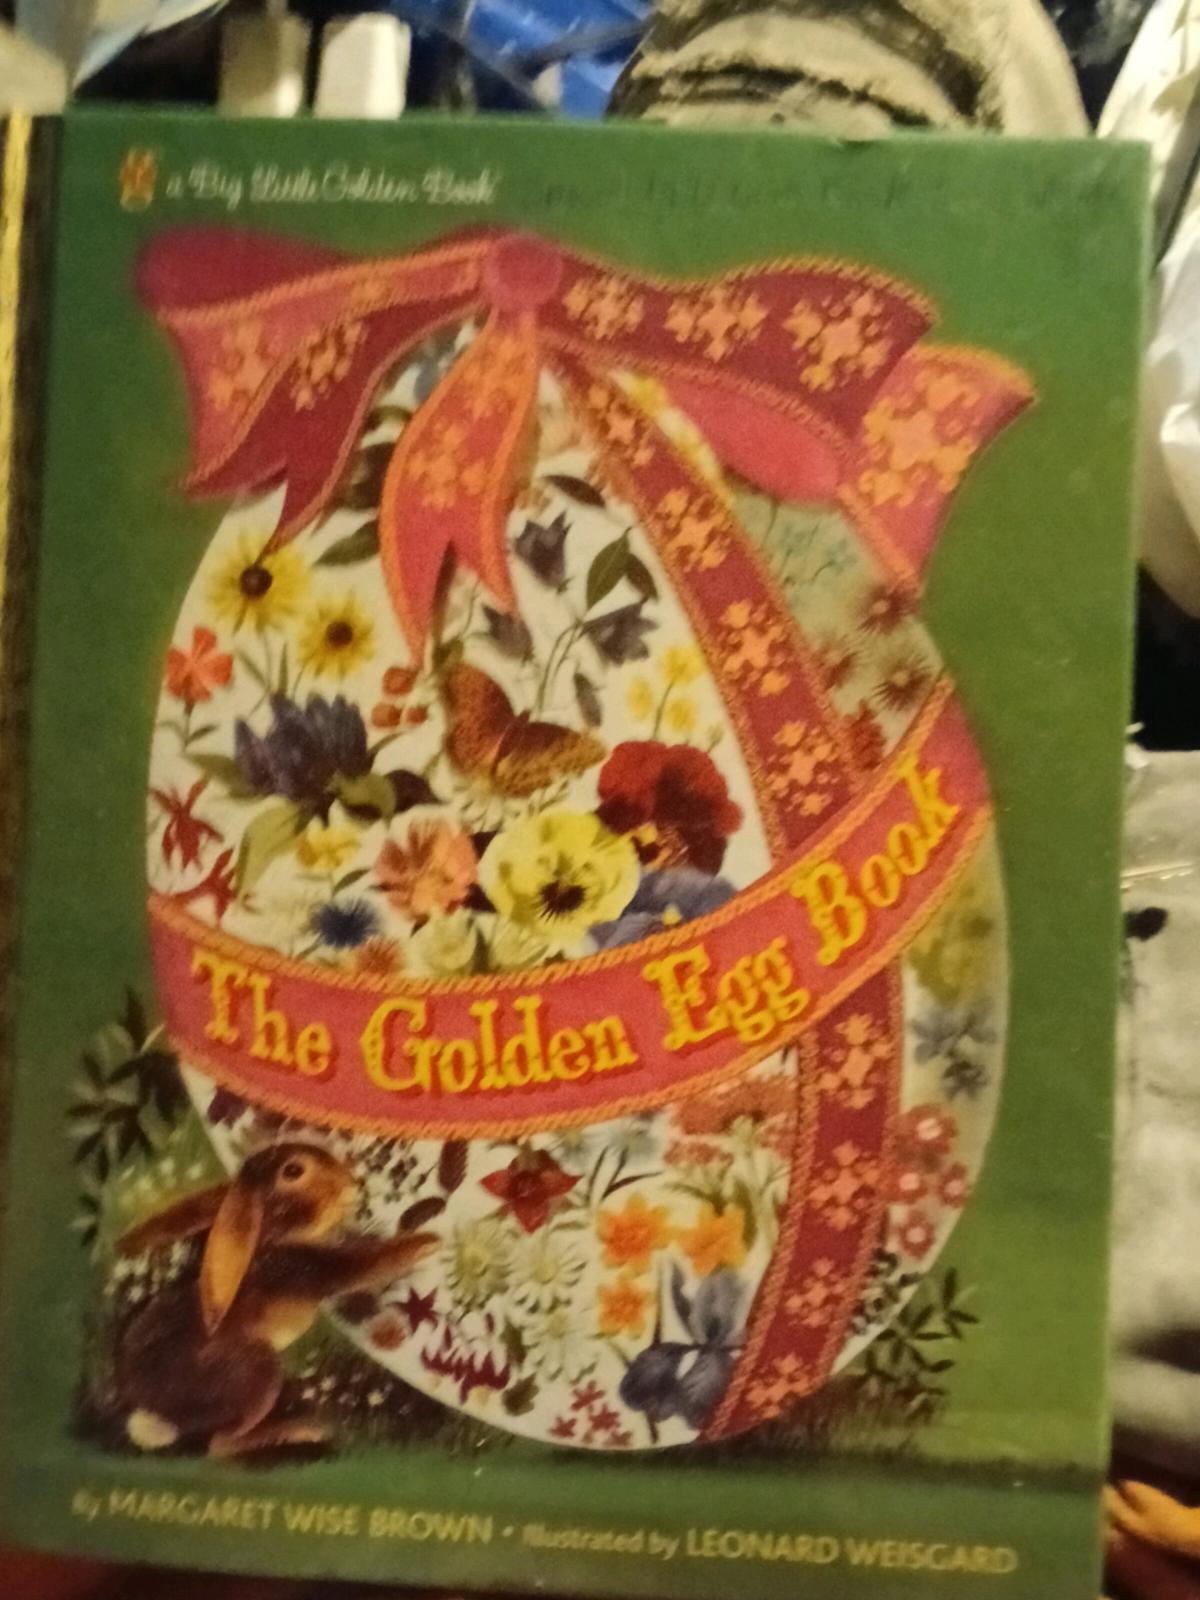 a Big Little Golden Book
The Golden Egg Book
By MARGARET WISE BROWN • Illustrated by LEONARD WEISGARD